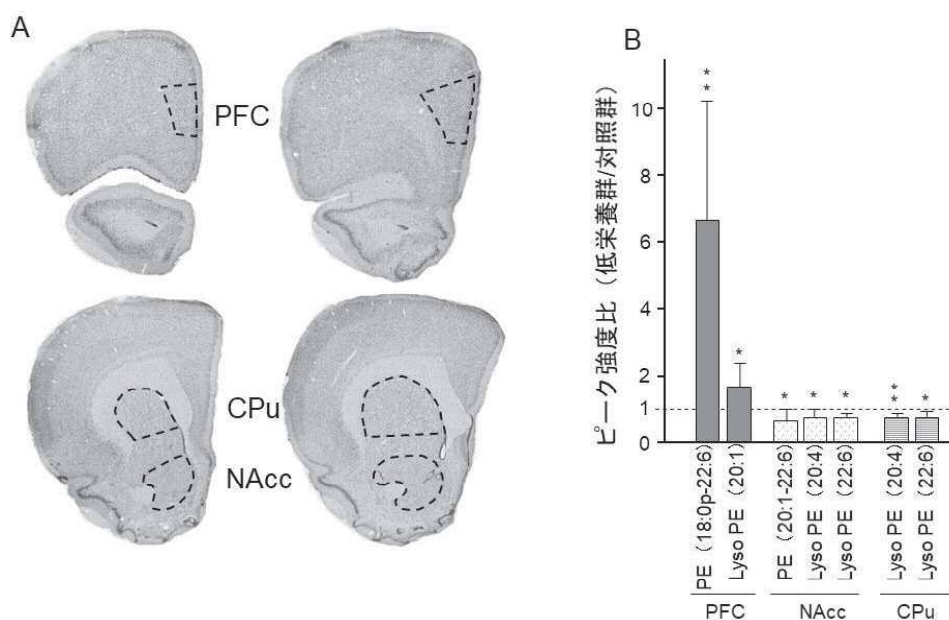 A
PFC
CPu
NAcc
B
ピーク強度比（低栄養群/対照群）
10
8
6
4
2
1
0
**
*
*
*
*
**
*
PE（18:0p-22:6）
Lyso PE（20:1）
PE（20:1-22:6）
Lyso PE（20:4）
Lyso PE（22:6）
Lyso PE（20:4）
Lyso PE（22:6）
PFC
NAcc
CPu